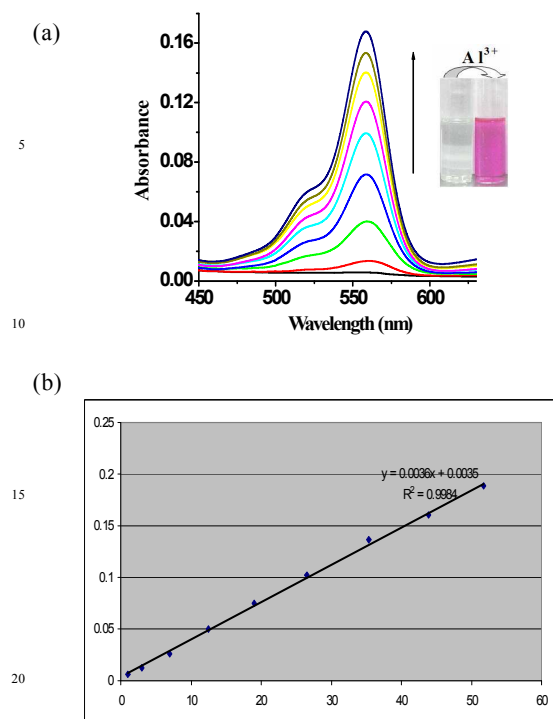 (a)
0.16
0.12
0.08
0.04
0.00
Absorbance
Al³⁺
450 500 550 600
Wavelength (nm)
5
10
(b)
0.25
0.2
0.15
0.1
0.05
0
y = 0.0036x + 0.0035
R² = 0.9984
0 10 20 30 40 50 60
15
20